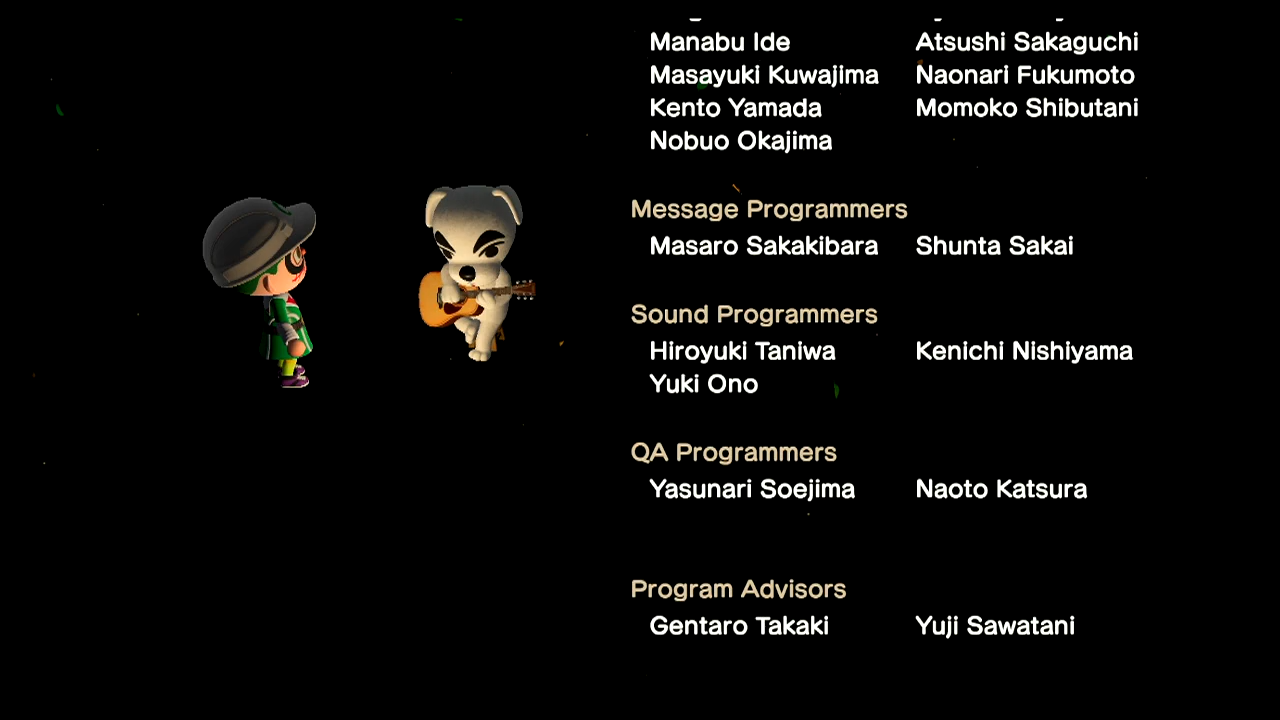 Manabu Ide Atsushi Sakaguchi
Masayuki Kuwajima Naonari Fukumoto
Kento Yamada Momoko Shibutani
Nobuo Okajima
Message Programmers
Masaro Sakakibara Shunta Sakai
Sound Programmers
Hiroyuki Taniwa Kenichi Nishiyama
Yuki Ono
QA Programmers
Yasunari Soejima Naoto Katsura
Program Advisors
Gentaro Takaki Yuji Sawatani